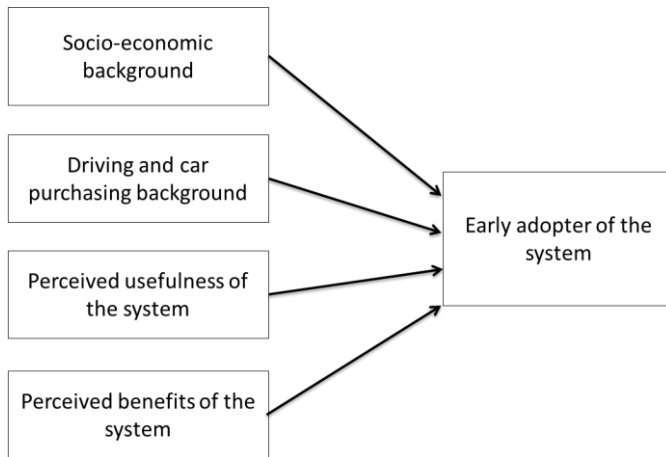 Socio-economic
background
Driving and car
purchasing background
Perceived usefulness of
the system
Perceived benefits of the
system
Early adopter of the
system